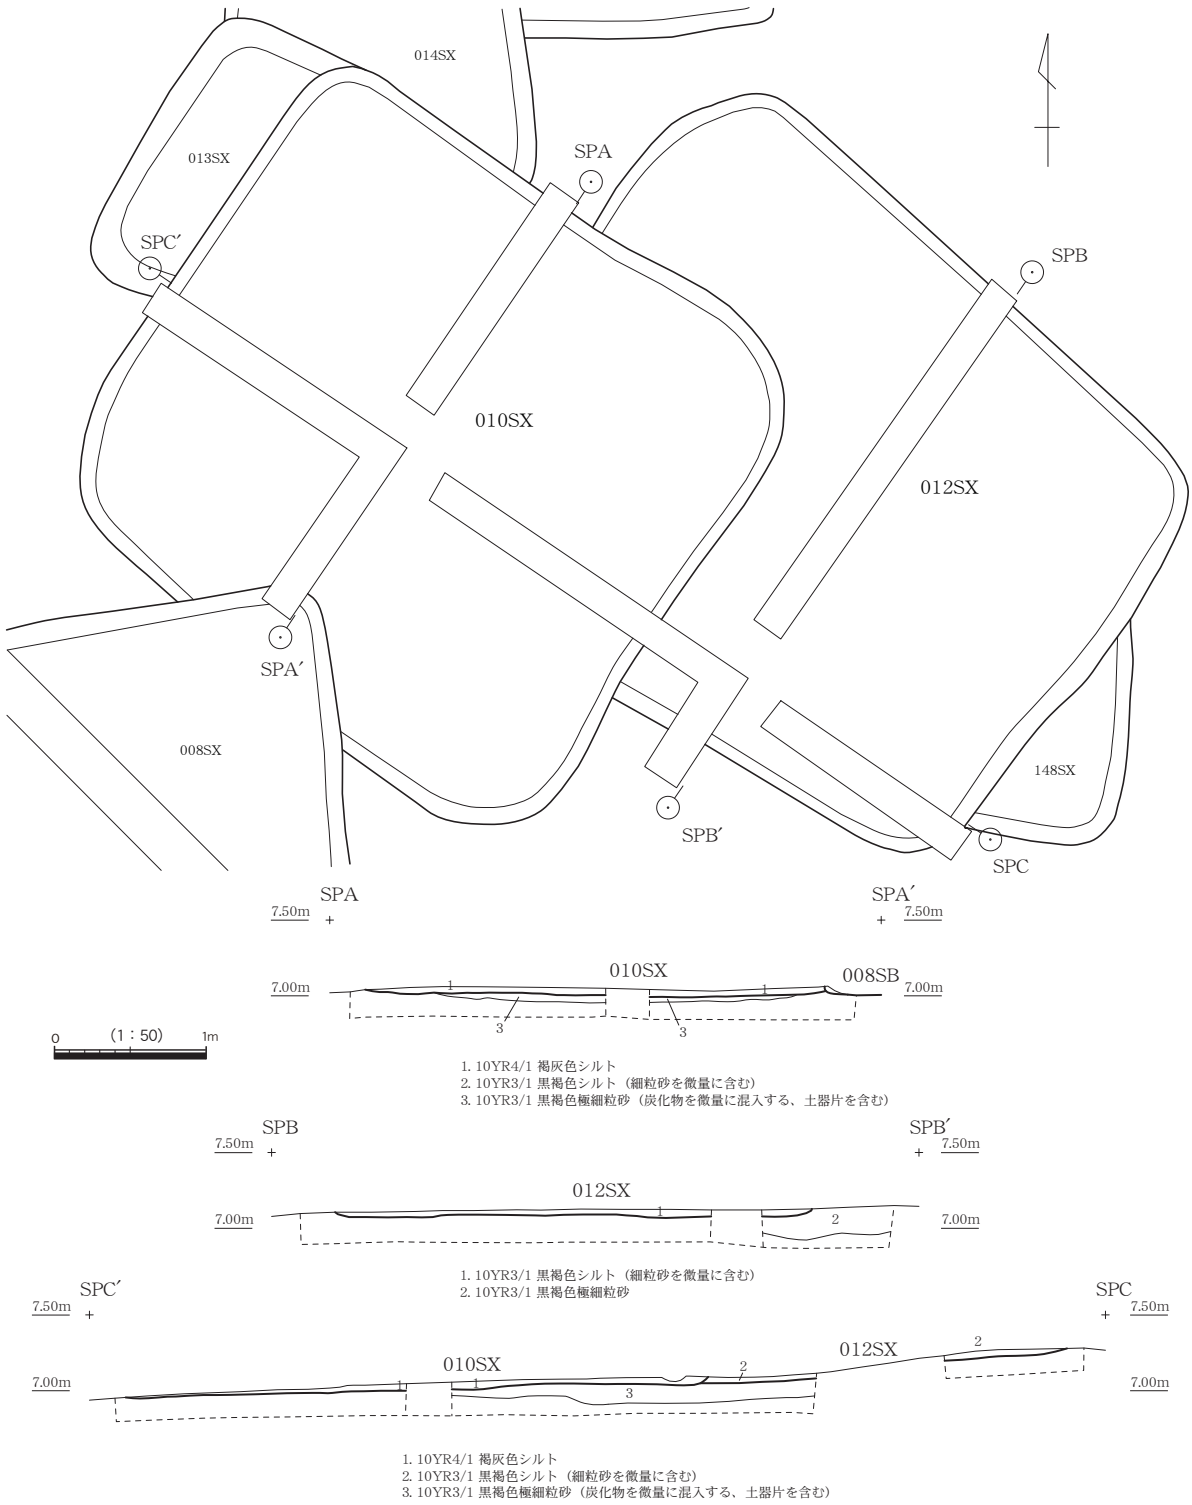 014SX
013SX
SPA
SPC′
SPB
010SX
012SX
SPA′
008SX
148SX
SPB′
SPC
SPA
SPA′
7.50m
7.50m
010SX
008SB
1
1
7.00m
7.00m
3
3
0
(1：50)
1m
1. 10YR4/1 褐灰色シルト
2. 10YR3/1 黒褐色シルト（細粒砂を微量に含む）
3. 10YR3/1 黒褐色極細粒砂（炭化物を微量に混入する、土器片を含む）
SPB
SPB′
7.50m
7.50m
012SX
1
2
7.00m
7.00m
1. 10YR3/1 黒褐色シルト（細粒砂を微量に含む）
2. 10YR3/1 黒褐色極細粒砂
SPC′
SPC
7.50m
7.50m
012SX
2
010SX
2
7.00m
1
1
3
7.00m
1. 10YR4/1 褐灰色シルト
2. 10YR3/1 黒褐色シルト（細粒砂を微量に含む）
3. 10YR3/1 黒褐色極細粒砂（炭化物を微量に混入する、土器片を含む）